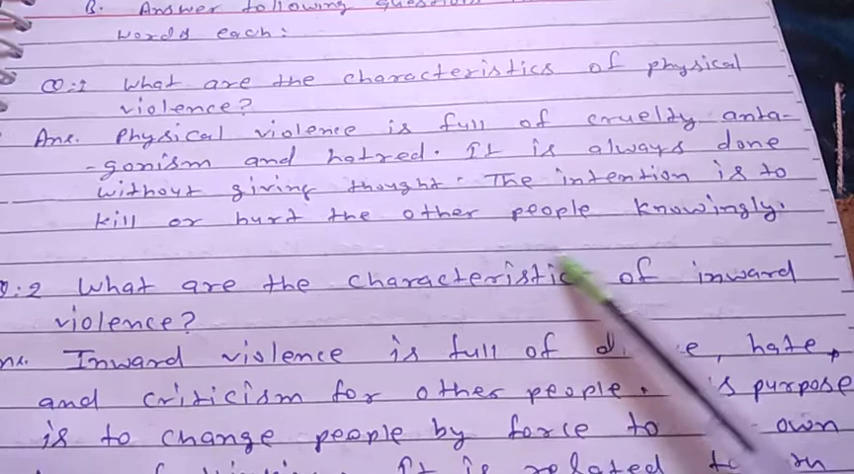 B. Answer following
words each:
Q:1 What are the characteristics of physical
violence?
Ans. Physical violence is full of cruelty anta-
-gonism and hatred. It is always done
without giving thought. The intention is to
kill or hurt the other people knowingly.
Q:2 What are the characteristic of inward
violence?
Ans. Inward violence is full of hate,
and criticism for other people. purpose
is to change people by force to own
It is related to